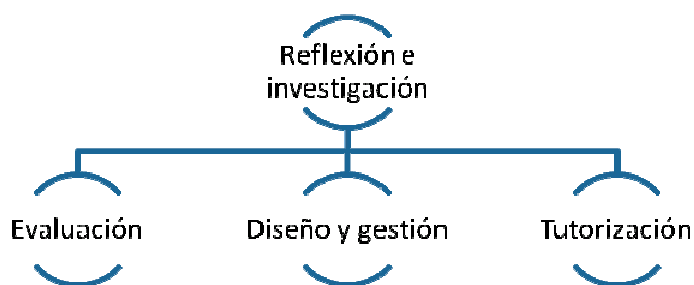 Reflexión e
investigación
Evaluación
Diseño y gestión
Tutorización